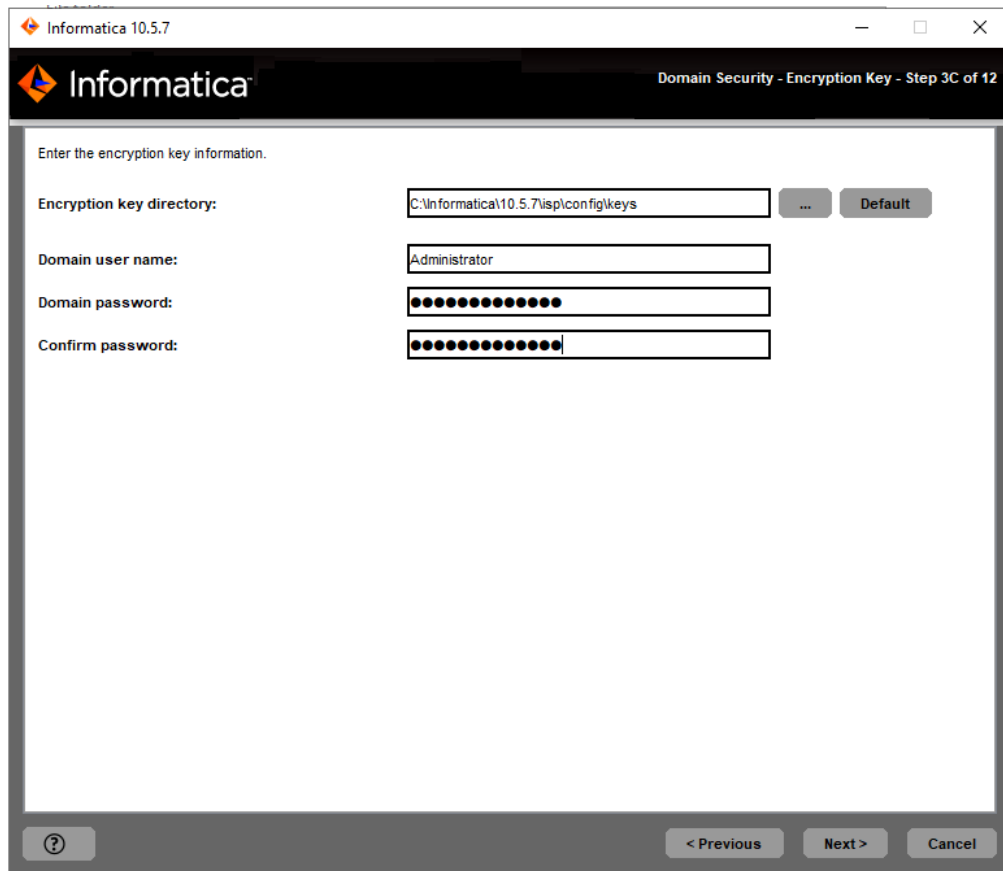 Informatica 10.5.7
Informatica
Domain Security - Encryption Key - Step 3C of 12
Enter the encryption key information.
Encryption key directory: C:\Informatica\10.5.7\isp\config\keys ... Default
Domain user name: Administrator
Domain password: ●●●●●●●●●●●●●
Confirm password: ●●●●●●●●●●●●●
? < Previous Next > Cancel